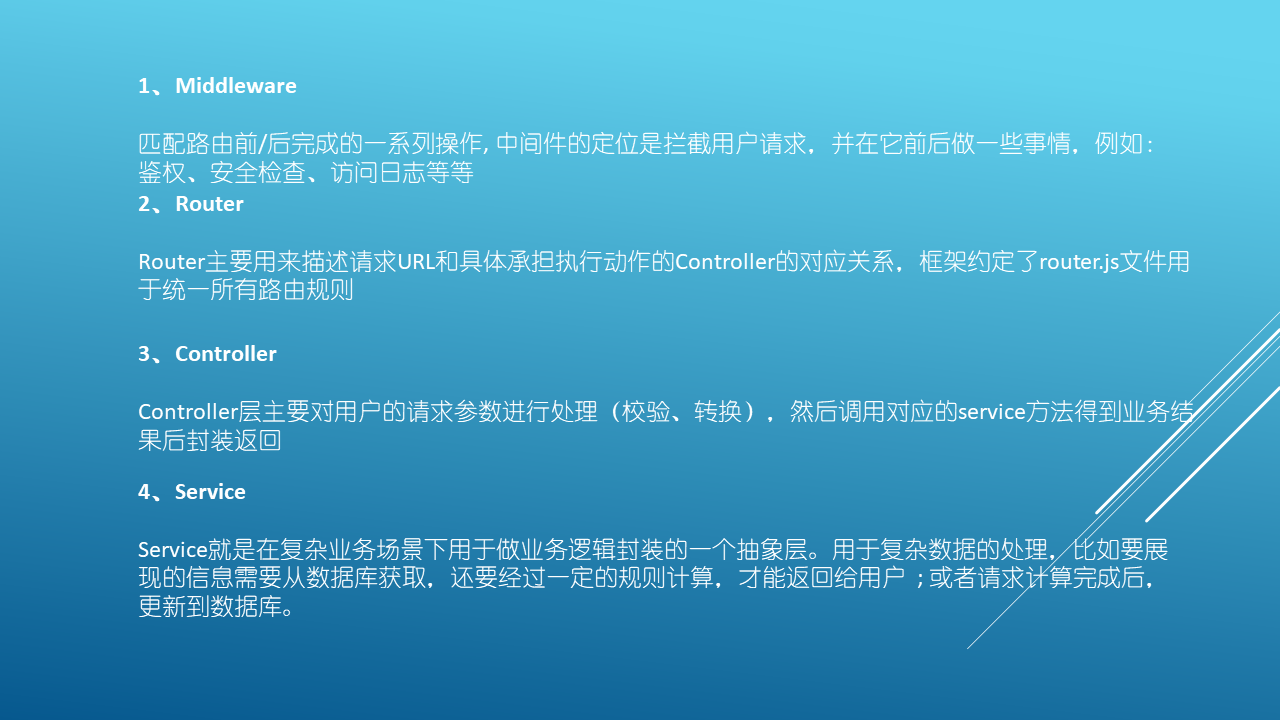 1、Middleware
匹配路由前/后完成的一系列操作, 中间件的定位是拦截用户请求，并在它前后做一些事情，例如：
鉴权、安全检查、访问日志等等
2、Router
Router主要用来描述请求URL和具体承担执行动作的Controller的对应关系，框架约定了router.js文件用
于统一所有路由规则
3、Controller
Controller层主要对用户的请求参数进行处理（校验、转换），然后调用对应的service方法得到业务结
果后封装返回
4、Service
Service就是在复杂业务场景下用于做业务逻辑封装的一个抽象层。用于复杂数据的处理，比如要展
现的信息需要从数据库获取，还要经过一定的规则计算，才能返回给用户；或者请求计算完成后，
更新到数据库。